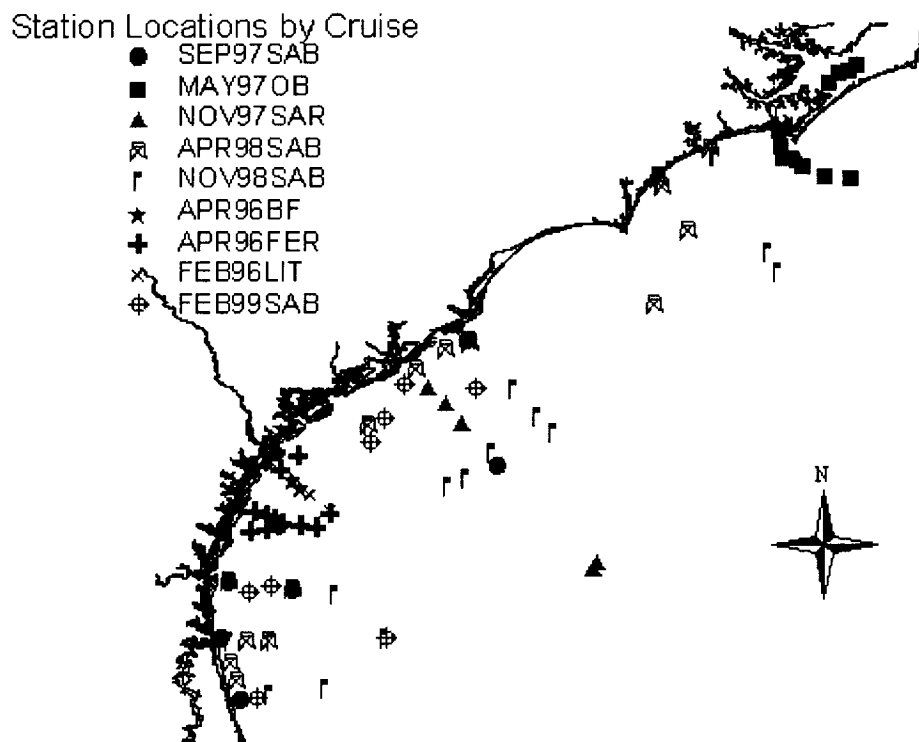 Station Locations by Cruise
SEP97SAB
MAY97OB
NOV97SAR
APR98SAB
NOV98SAB
APR96BF
APR96FER
FEB96LIT
FEB99SAB
N